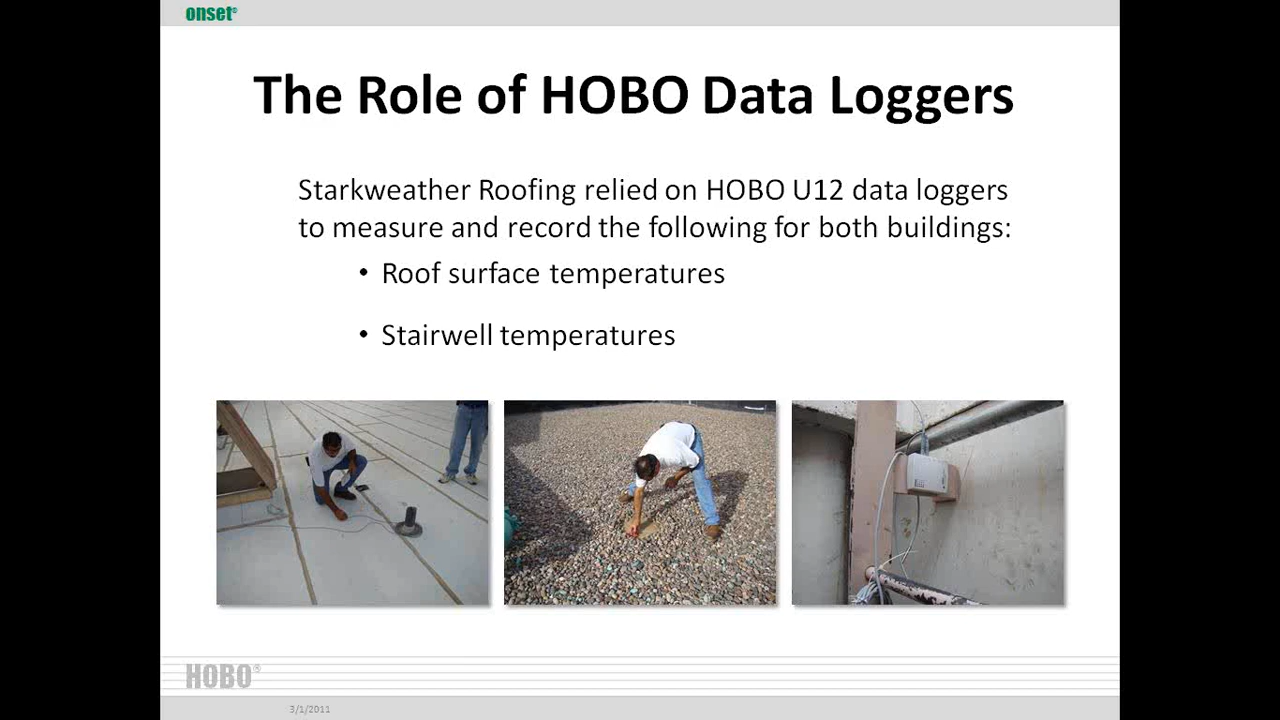 onset®
The Role of HOBO Data Loggers
Starkweather Roofing relied on HOBO U12 data loggers
to measure and record the following for both buildings:
• Roof surface temperatures
• Stairwell temperatures
HOBO®
3/1/2011